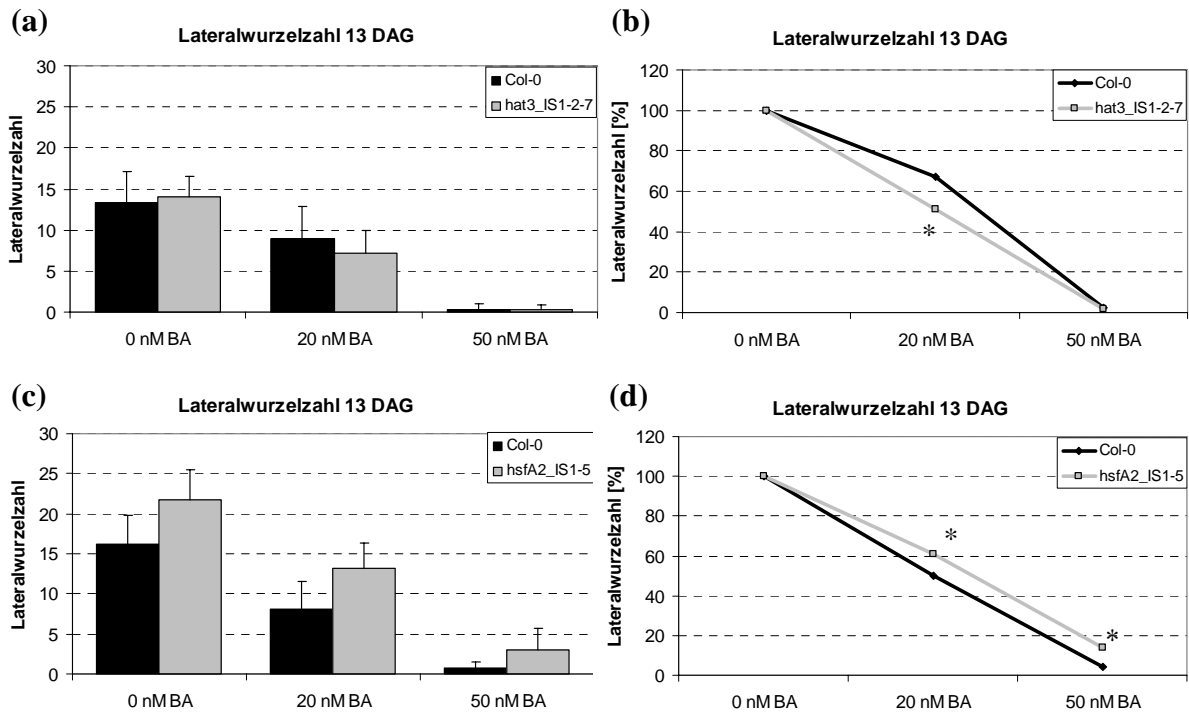 (a)
Lateralwurzelzahl 13 DAG
Lateralwurzelzahl
30
25
20
15
10
5
0
Col-0
hat3_IS1-2-7
0 nM BA
20 nM BA
50 nM BA
(b)
Lateralwurzelzahl 13 DAG
Lateralwurzelzahl [%]
120
100
80
60
40
20
0
Col-0
hat3_IS1-2-7
*
0 nM BA
20 nM BA
50 nM BA
(c)
Lateralwurzelzahl 13 DAG
Lateralwurzelzahl
30
25
20
15
10
5
0
Col-0
hsfA2_IS1-5
0 nM BA
20 nM BA
50 nM BA
(d)
Lateralwurzelzahl 13 DAG
Lateralwurzelzahl [%]
120
100
80
60
40
20
0
Col-0
hsfA2_IS1-5
*
*
0 nM BA
20 nM BA
50 nM BA